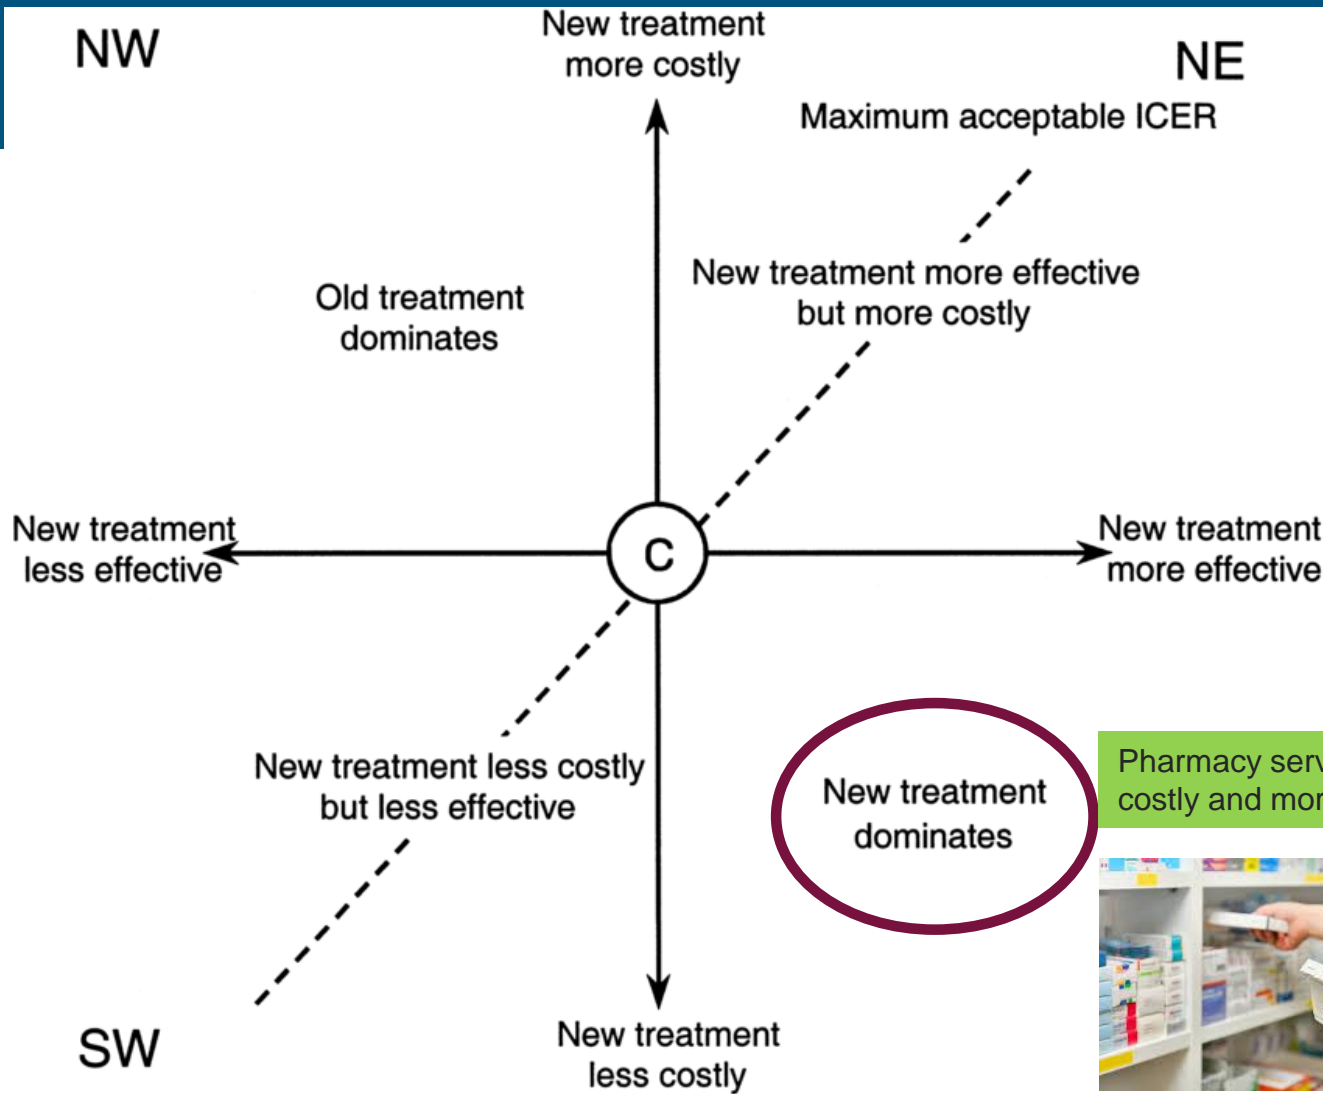 NW
New treatment
more costly
NE
Maximum acceptable ICER
New treatment more effective
but more costly
Old treatment
dominates
New treatment
less effective
C
New treatment
more effective
New treatment less costly
but less effective
New treatment
dominates
Pharmacy serv
costly and mor
SW
New treatment
less costly